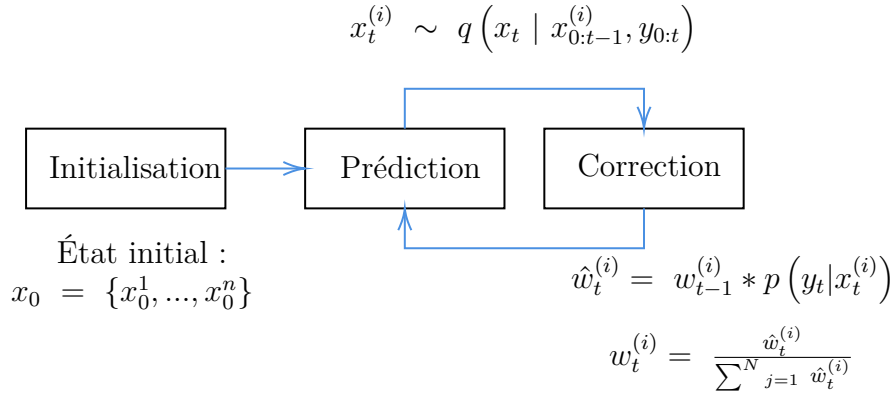 x_t^{(i)} ∼ q(x_t | x_{0:t−1}^{(i)}, y_{0:t})
Initialisation
Prédiction
Correction
État initial :
x_0 = {x_0^1, ..., x_0^n}
ŵ_t^{(i)} = w_{t−1}^{(i)} * p(y_t|x_t^{(i)})
w_t^{(i)} = ŵ_t^{(i)} / ∑^N_{j=1} ŵ_t^{(i)}